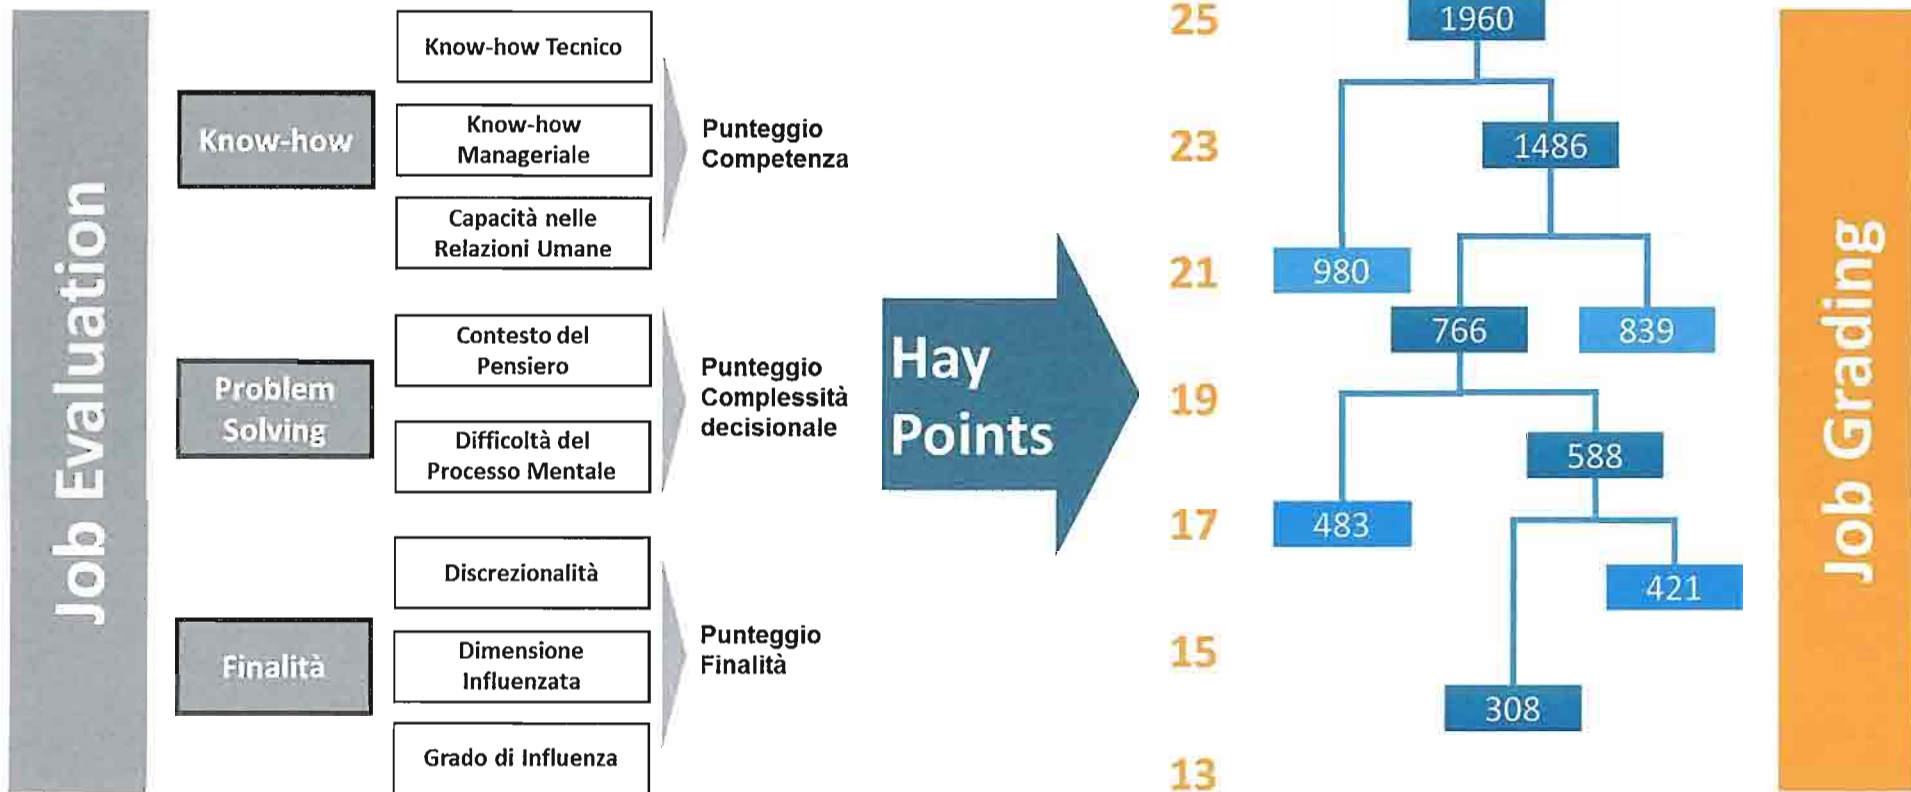 Job Evaluation
Know-how
Know-how Tecnico
Know-how
Manageriale
Capacità nelle
Relazioni Umane
Punteggio
Competenza
Problem
Solving
Contesto del
Pensiero
Difficoltà del
Processo Mentale
Punteggio
Complessità
decisionale
Finalità
Discrezionalità
Dimensione
Influenzata
Grado di Influenza
Punteggio
Finalità
Hay
Points
25
23
21
19
17
15
13
1960
1486
980
766
839
588
483
421
308
Job Grading